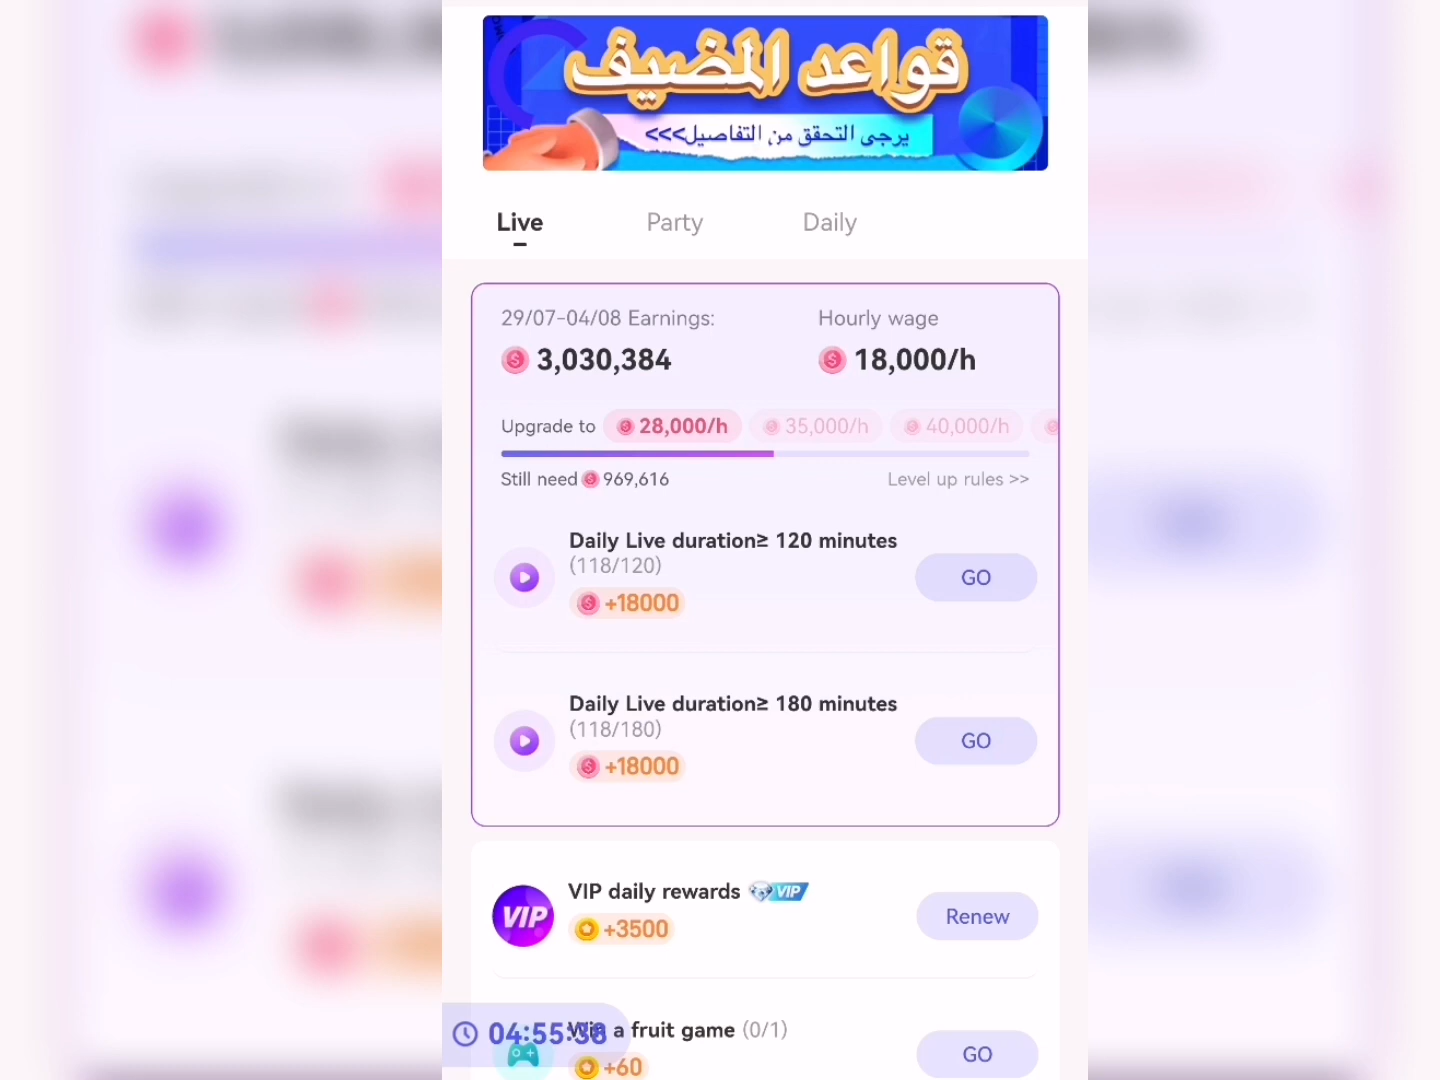 قواعد المضيف
يرجى التحقق من التفاصيل>>>
Live Party Daily
29/07-04/08 Earnings: Hourly wage
3,030,384 18,000/h
Upgrade to 28,000/h 35,000/h 40,000/h
Still need 969,616 Level up rules >>
Daily Live duration≥ 120 minutes
(118/120)
GO
+18000
Daily Live duration≥ 180 minutes
(118/180)
GO
+18000
VIP daily rewards VIP
VIP
Renew
+3500
Win a fruit game (0/1)
04:55:38
GO
+60